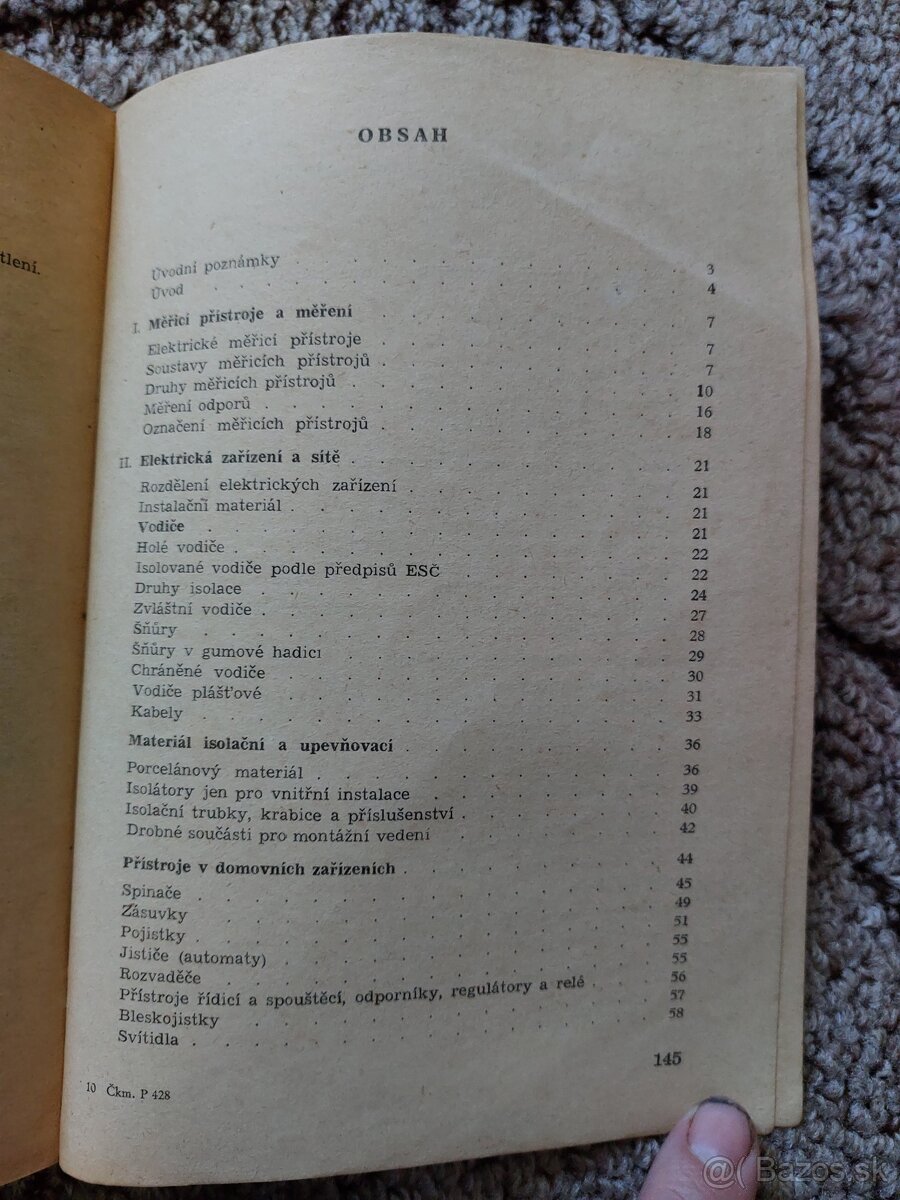 tlení.
OBSAH
Úvodní poznámky . . . 3
Úvod . . . 4
I. Měřicí přístroje a měření . . . 7
Elektrické měřicí přístroje . . . 7
Soustavy měřicích přístrojů . . . 7
Druhy měřicích přístrojů . . . 10
Měření odporů . . . 16
Označení měřicích přístrojů . . . 18
II. Elektrická zařízení a sítě . . . 21
Rozdělení elektrických zařízení . . . 21
Instalační materiál . . . 21
Vodiče . . . 21
Holé vodiče . . . 22
Isolované vodiče podle předpisů ESČ . . . 22
Druhy isolace . . . 24
Zvláštní vodiče . . . 27
Šňůry . . . 28
Šňůry v gumové hadici . . . 29
Chráněné vodiče . . . 30
Vodiče plášťové . . . 31
Kabely . . . 33
Materiál isolační a upevňovací . . . 36
Porcelánový materiál . . . 36
Isolátory jen pro vnitřní instalace . . . 39
Isolační trubky, krabice a příslušenství . . . 40
Drobné součásti pro montážní vedení . . . 42
Přístroje v domovních zařízeních . . . 44
Spinače . . . 45
Zásuvky . . . 49
Pojistky . . . 51
Jističe (automaty) . . . 55
Rozvaděče . . . 55
Přístroje řídicí a spouštěcí, odporníky, regulátory a relé . . . 56
Bleskojistky . . . 57
Svítidla . . . 58
145
10 Čkm. P 428
@( Bazos.sk